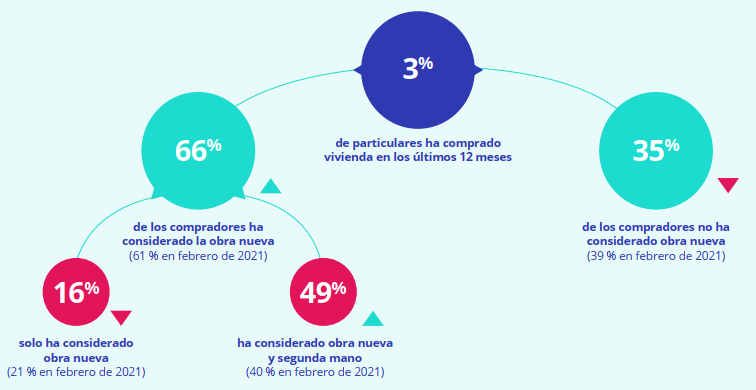 3%
de particulares ha comprado
vivienda en los últimos 12 meses
66%
de los compradores ha
considerado la obra nueva
(61 % en febrero de 2021)
35%
de los compradores no ha
considerado obra nueva
(39 % en febrero de 2021)
16%
solo ha considerado
obra nueva
(21 % en febrero de 2021)
49%
ha considerado obra nueva
y segunda mano
(40 % en febrero de 2021)